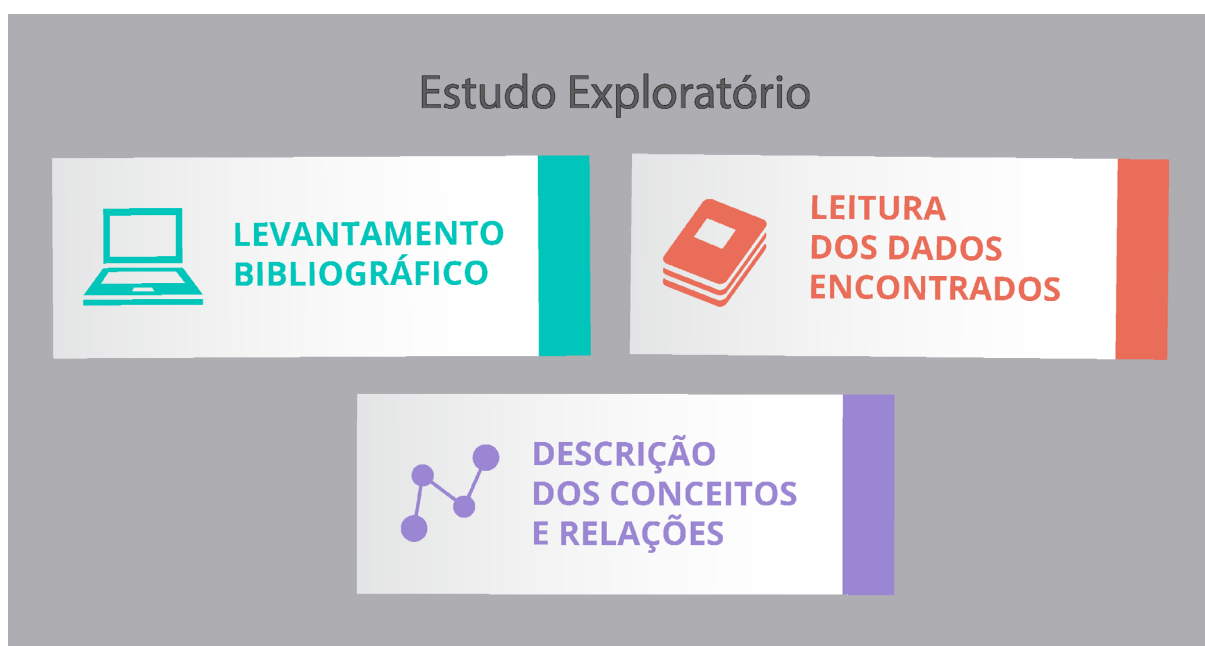 Estudo Exploratório
LEVANTAMENTO
BIBLIOGRÁFICO
LEITURA
DOS DADOS
ENCONTRADOS
DESCRIÇÃO
DOS CONCEITOS
E RELAÇÕES